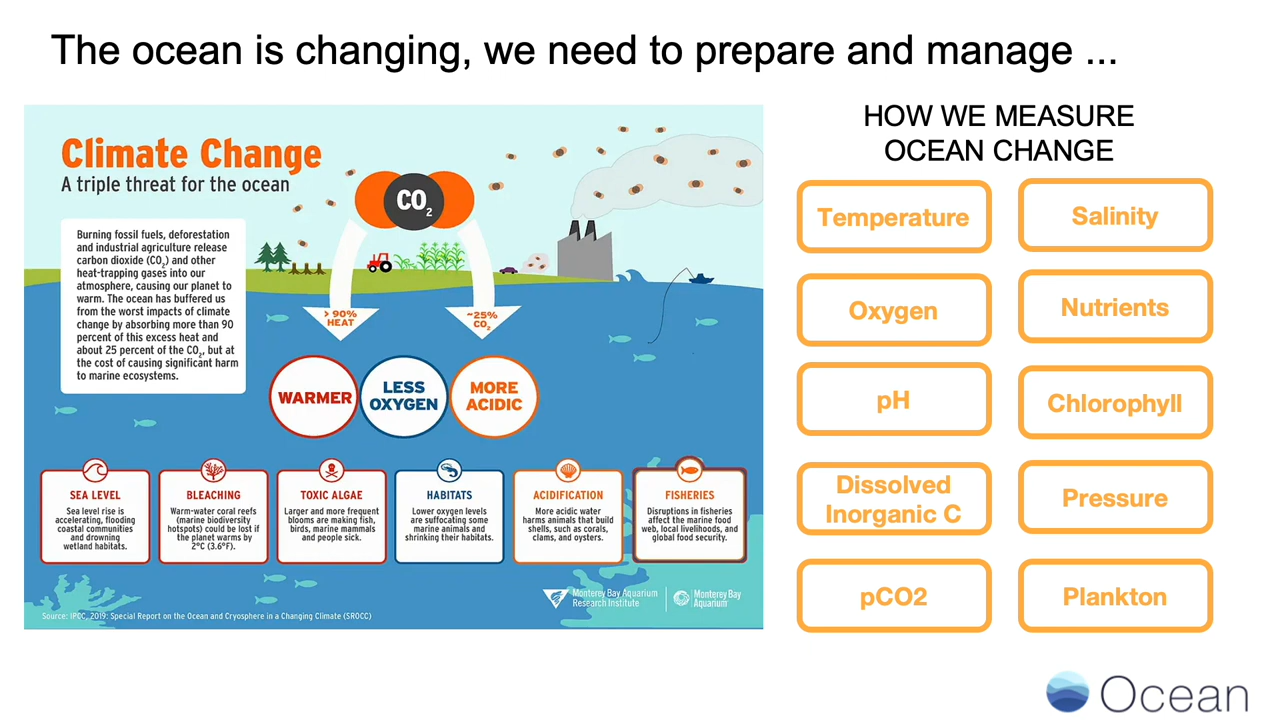 The ocean is changing, we need to prepare and manage ...
Climate Change
A triple threat for the ocean
Burning fossil fuels, deforestation
and industrial agriculture release
carbon dioxide (CO2) and other
heat-trapping gases into our
atmosphere, causing our planet to
warm. The ocean has buffered us
from the worst impacts of climate
change by absorbing more than 90
percent of this excess heat and
about 25 percent of the CO2, but at
the cost of causing significant harm
to marine ecosystems.
CO2
> 90%
HEAT
~25%
CO2
WARMER
LESS
OXYGEN
MORE
ACIDIC
SEA LEVEL
Sea level rise is
accelerating, flooding
coastal communities
and drowning
wetland habitats.
BLEACHING
Warm-water coral reefs
(marine biodiversity
hotspots) could be lost if
the planet warms by
2°C (3.6°F).
TOXIC ALGAE
Larger and more frequent
blooms are making fish,
birds, marine mammals
and people sick.
HABITATS
Lower oxygen levels
are suffocating some
marine animals and
shrinking their habitats.
ACIDIFICATION
More acidic water
harms animals that build
shells, such as corals,
clams, and oysters.
FISHERIES
Disruptions in fisheries
affect the marine food
web, local livelihoods, and
global food security.
Source: IPCC, 2019: Special Report on the Ocean and Cryosphere in a Changing Climate (SROCC)
Monterey Bay Aquarium
Research Institute
Monterey Bay
Aquarium
HOW WE MEASURE
OCEAN CHANGE
Temperature
Salinity
Oxygen
Nutrients
pH
Chlorophyll
Dissolved
Inorganic C
Pressure
pCO2
Plankton
Ocean